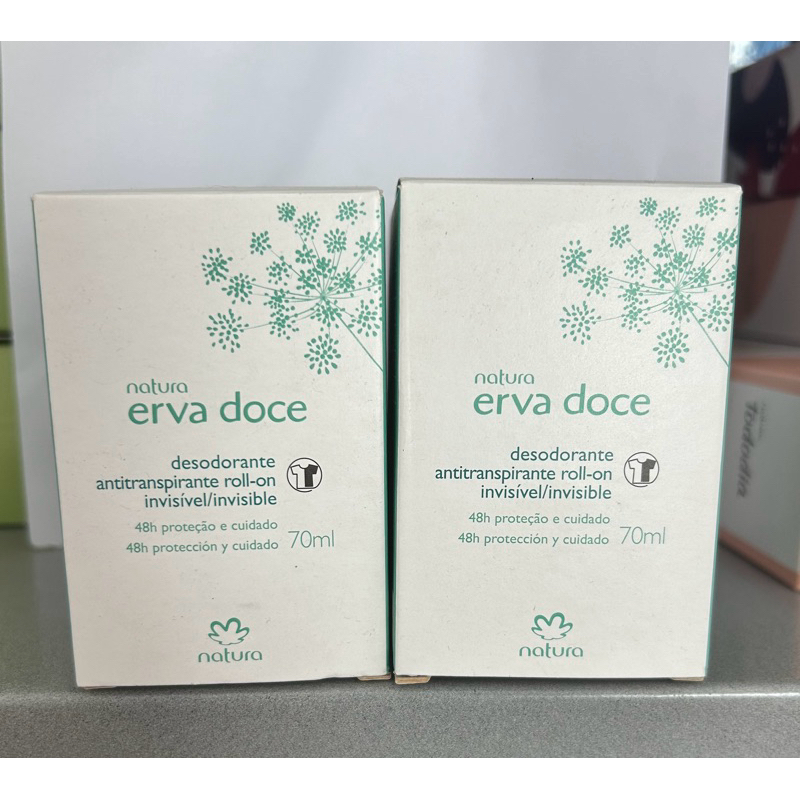 natura
erva doce
desodorante
antitranspirante roll-on
invisível/invisible
48h proteção e cuidado
48h protección y cuidado 70ml
natura
natura
erva doce
desodorante
antitranspirante roll-on
invisível/invisible
48h proteção e cuidado
48h protección y cuidado 70ml
natura
Tododia